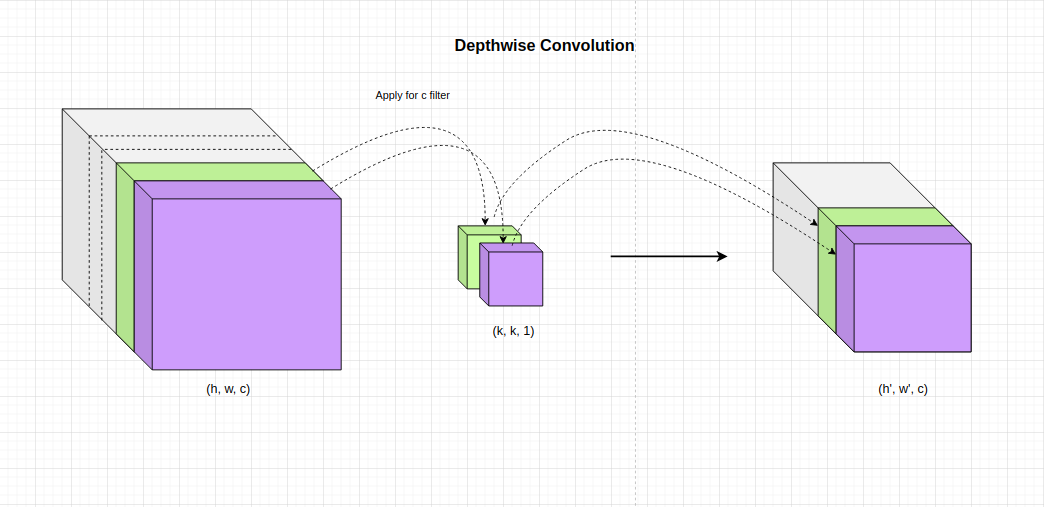 Depthwise Convolution
Apply for c filter
(k, k, 1)
(h, w, c)
(h', w', c)